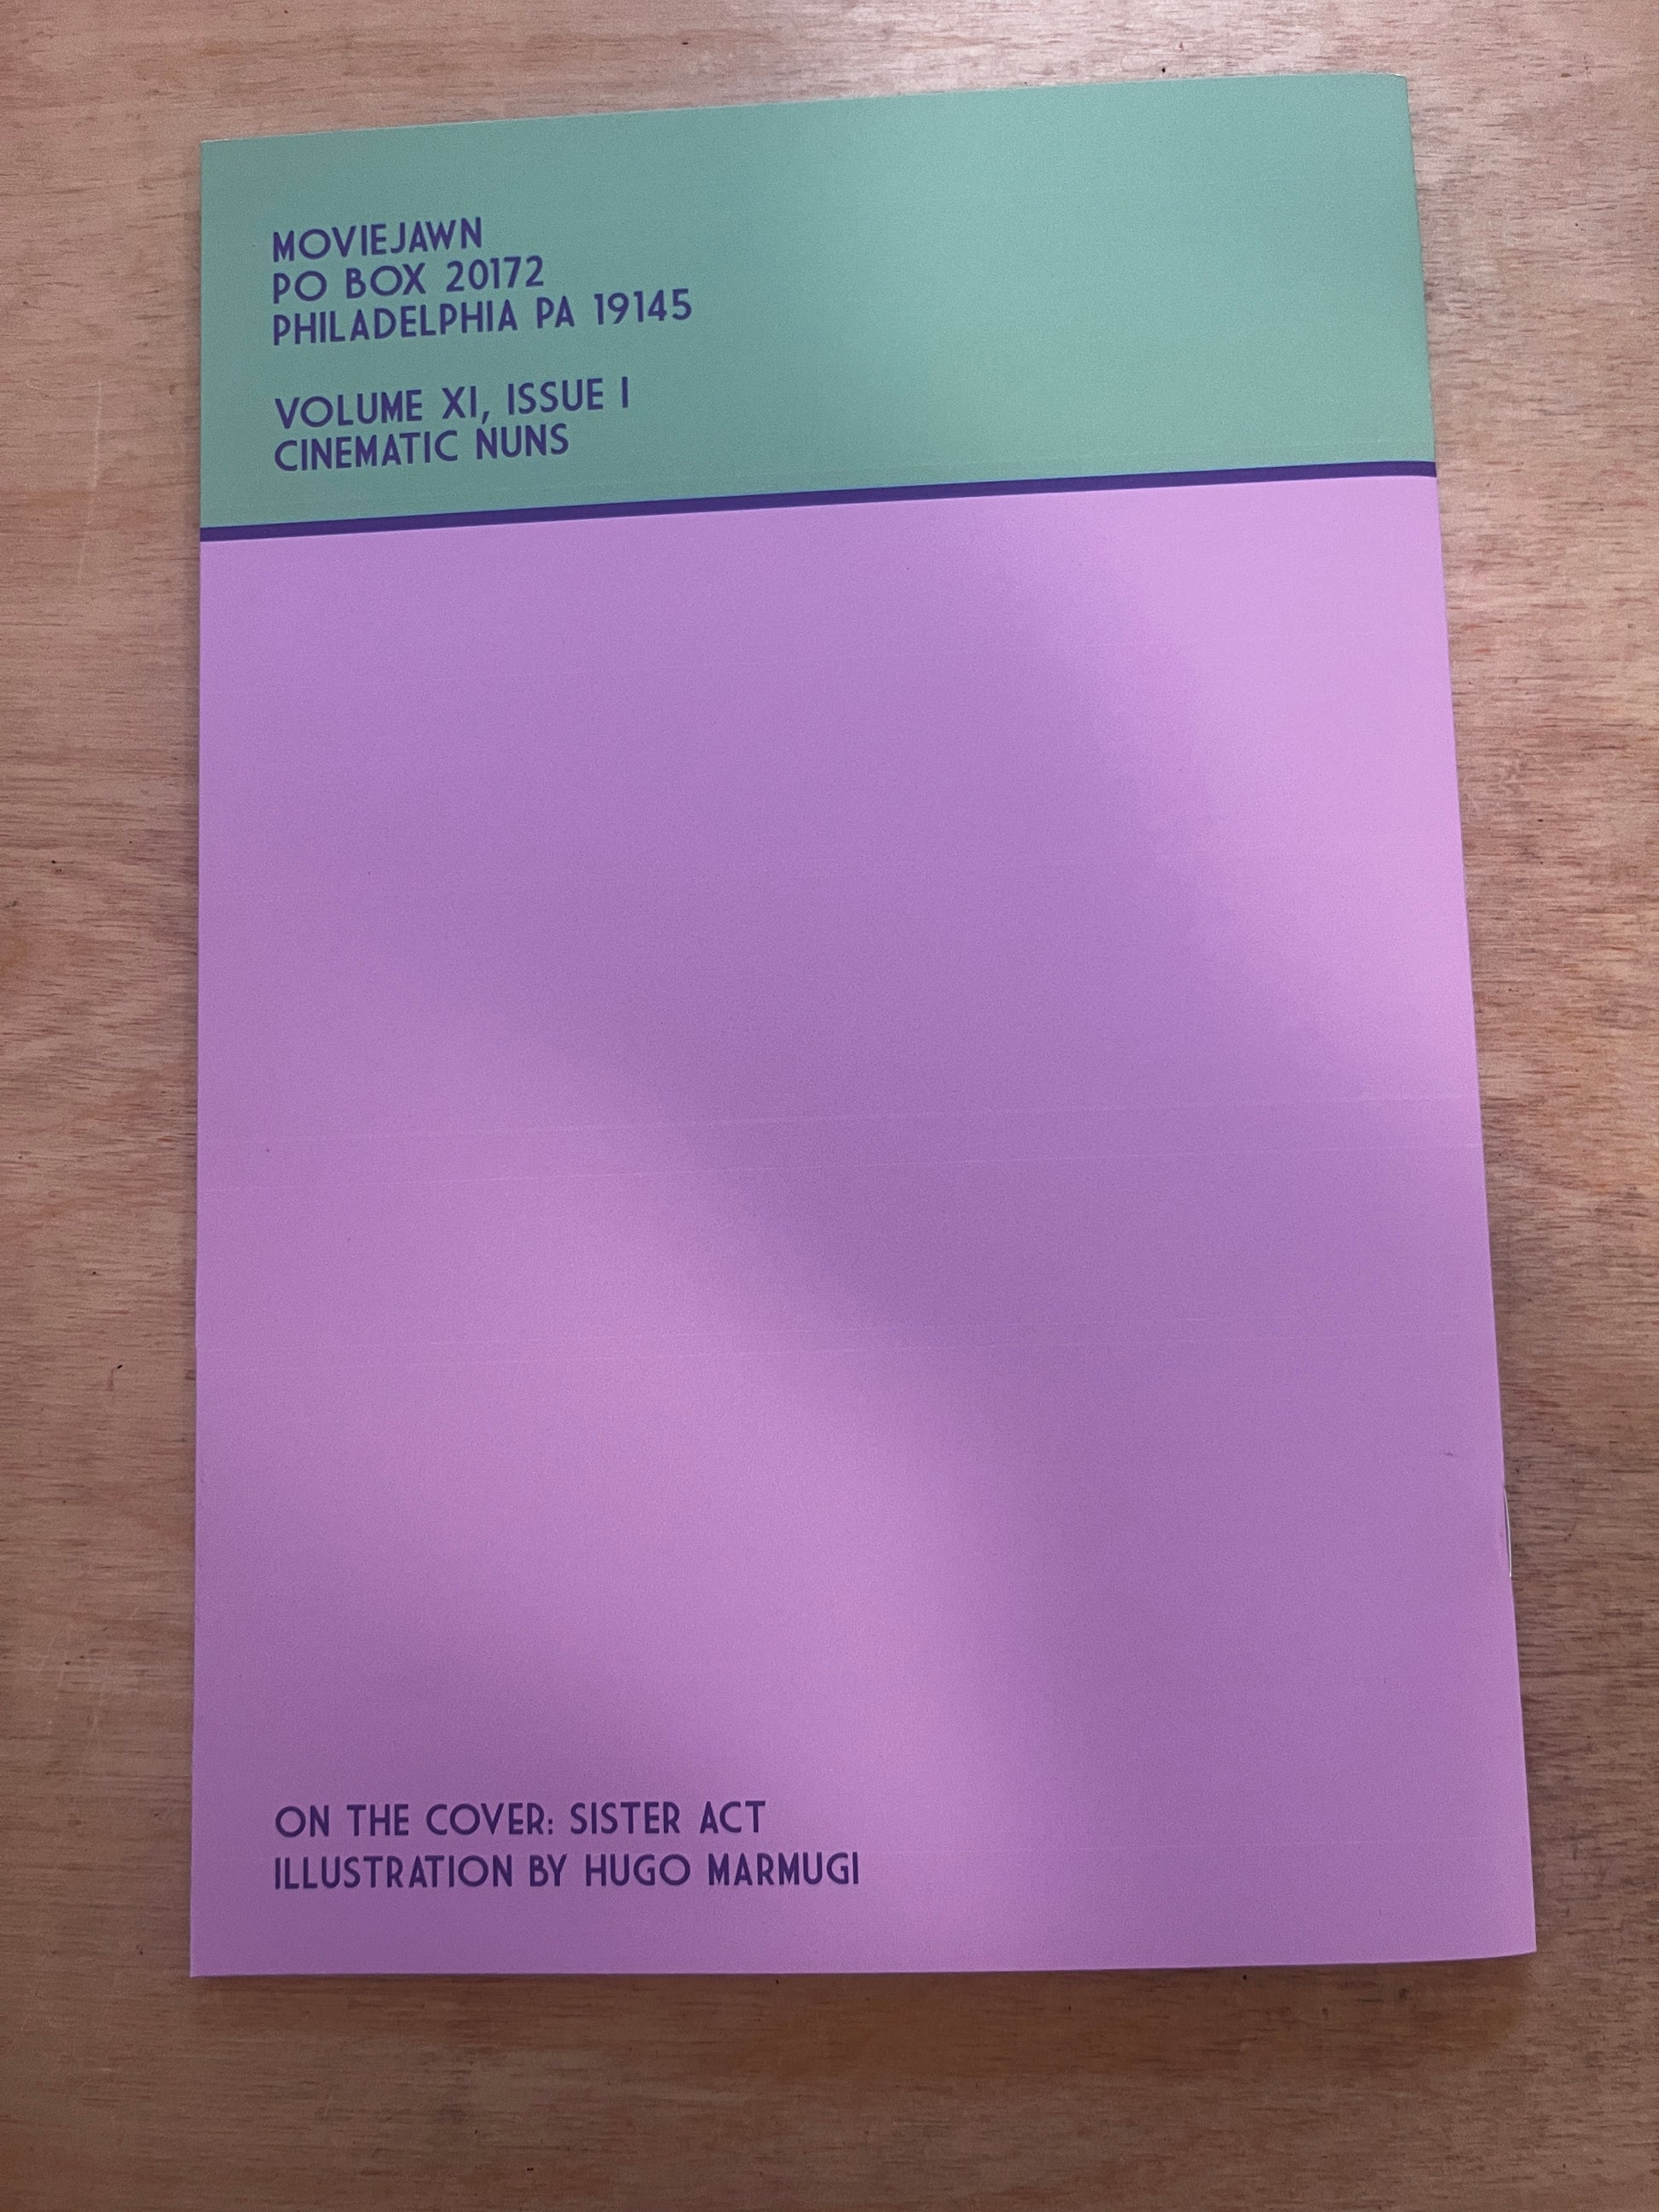 MOVIEJAWN
PO BOX 20172
PHILADELPHIA PA 19145
VOLUME XI, ISSUE I
CINEMATIC NUNS
ON THE COVER: SISTER ACT
ILLUSTRATION BY HUGO MARMUGI